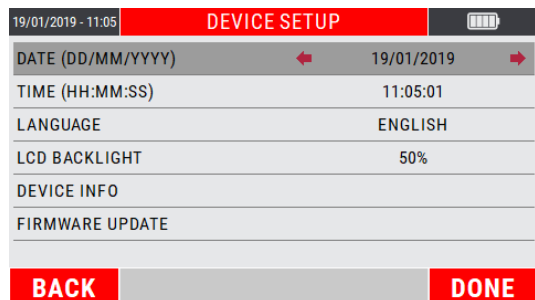 19/01/2019 - 11:05 DEVICE SETUP
DATE (DD/MM/YYYY) 19/01/2019
TIME (HH:MM:SS) 11:05:01
LANGUAGE ENGLISH
LCD BACKLIGHT 50%
DEVICE INFO
FIRMWARE UPDATE
BACK DONE